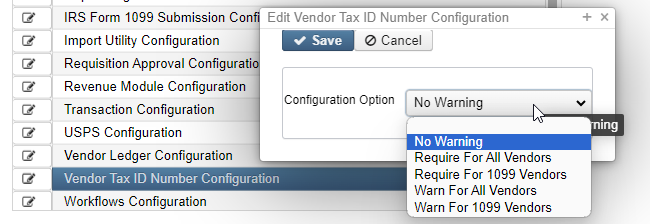 IRS Form 1099 Submission Confi
Import Utility Configuration
Requisition Approval Configuration
Revenue Module Configuration
Transaction Configuration
USPS Configuration
Vendor Ledger Configuration
Vendor Tax ID Number Configuration
Workflows Configuration
Edit Vendor Tax ID Number Configuration
Save Cancel
Configuration Option No Warning
rning
No Warning
Require For All Vendors
Require For 1099 Vendors
Warn For All Vendors
Warn For 1099 Vendors